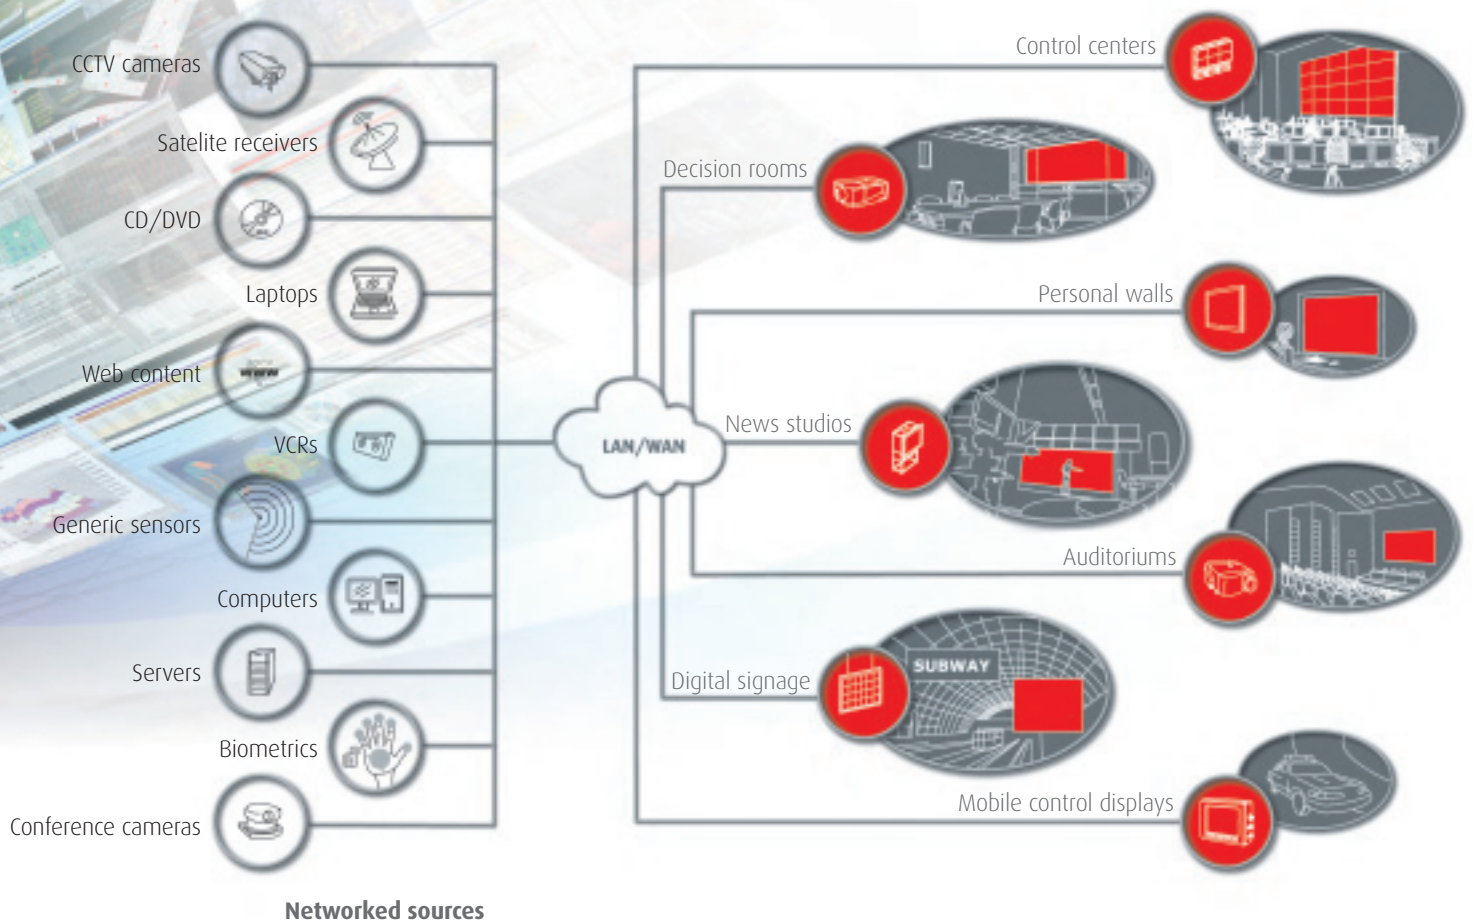 CCTV cameras
Satelite receivers
CD/DVD
Laptops
Web content
www
VCRs
Generic sensors
Computers
Servers
Biometrics
Conference cameras
Networked sources
LAN/WAN
Control centers
Decision rooms
Personal walls
News studios
Auditoriums
Digital signage
SUBWAY
Mobile control displays